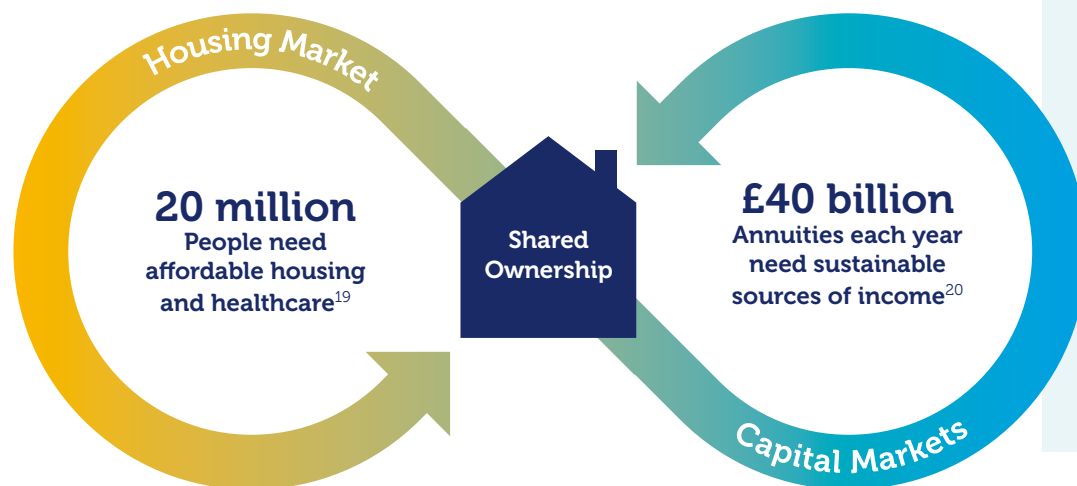 Housing Market
20 million
People need
affordable housing
and healthcare19
Shared
Ownership
£40 billion
Annuities each year
need sustainable
sources of income20
Capital Markets